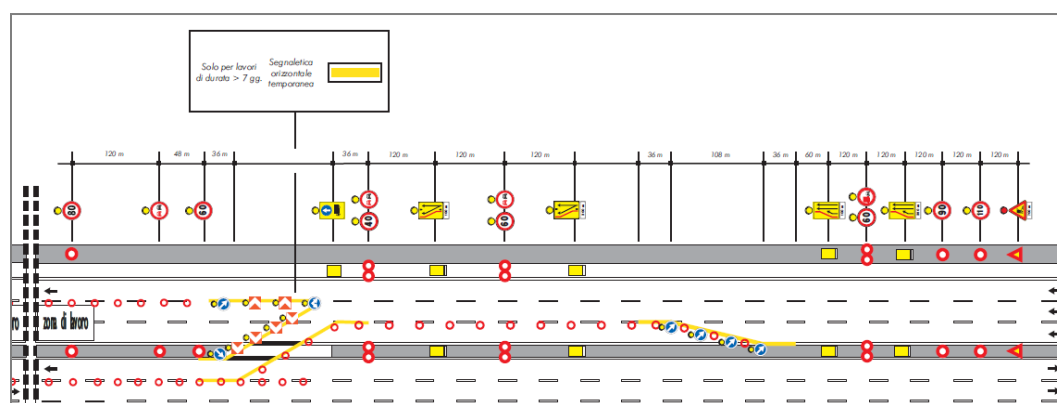 Solo per lavori
di durata > 7 gg.
Segnaletica
orizzontale
temporanea
120 m
48 m
36 m
36 m
120 m
120 m
120 m
36 m
108 m
36 m
60 m
120 m
120 m
120 m
120 m
80
60
40
60
60
90
110
zona di lavoro